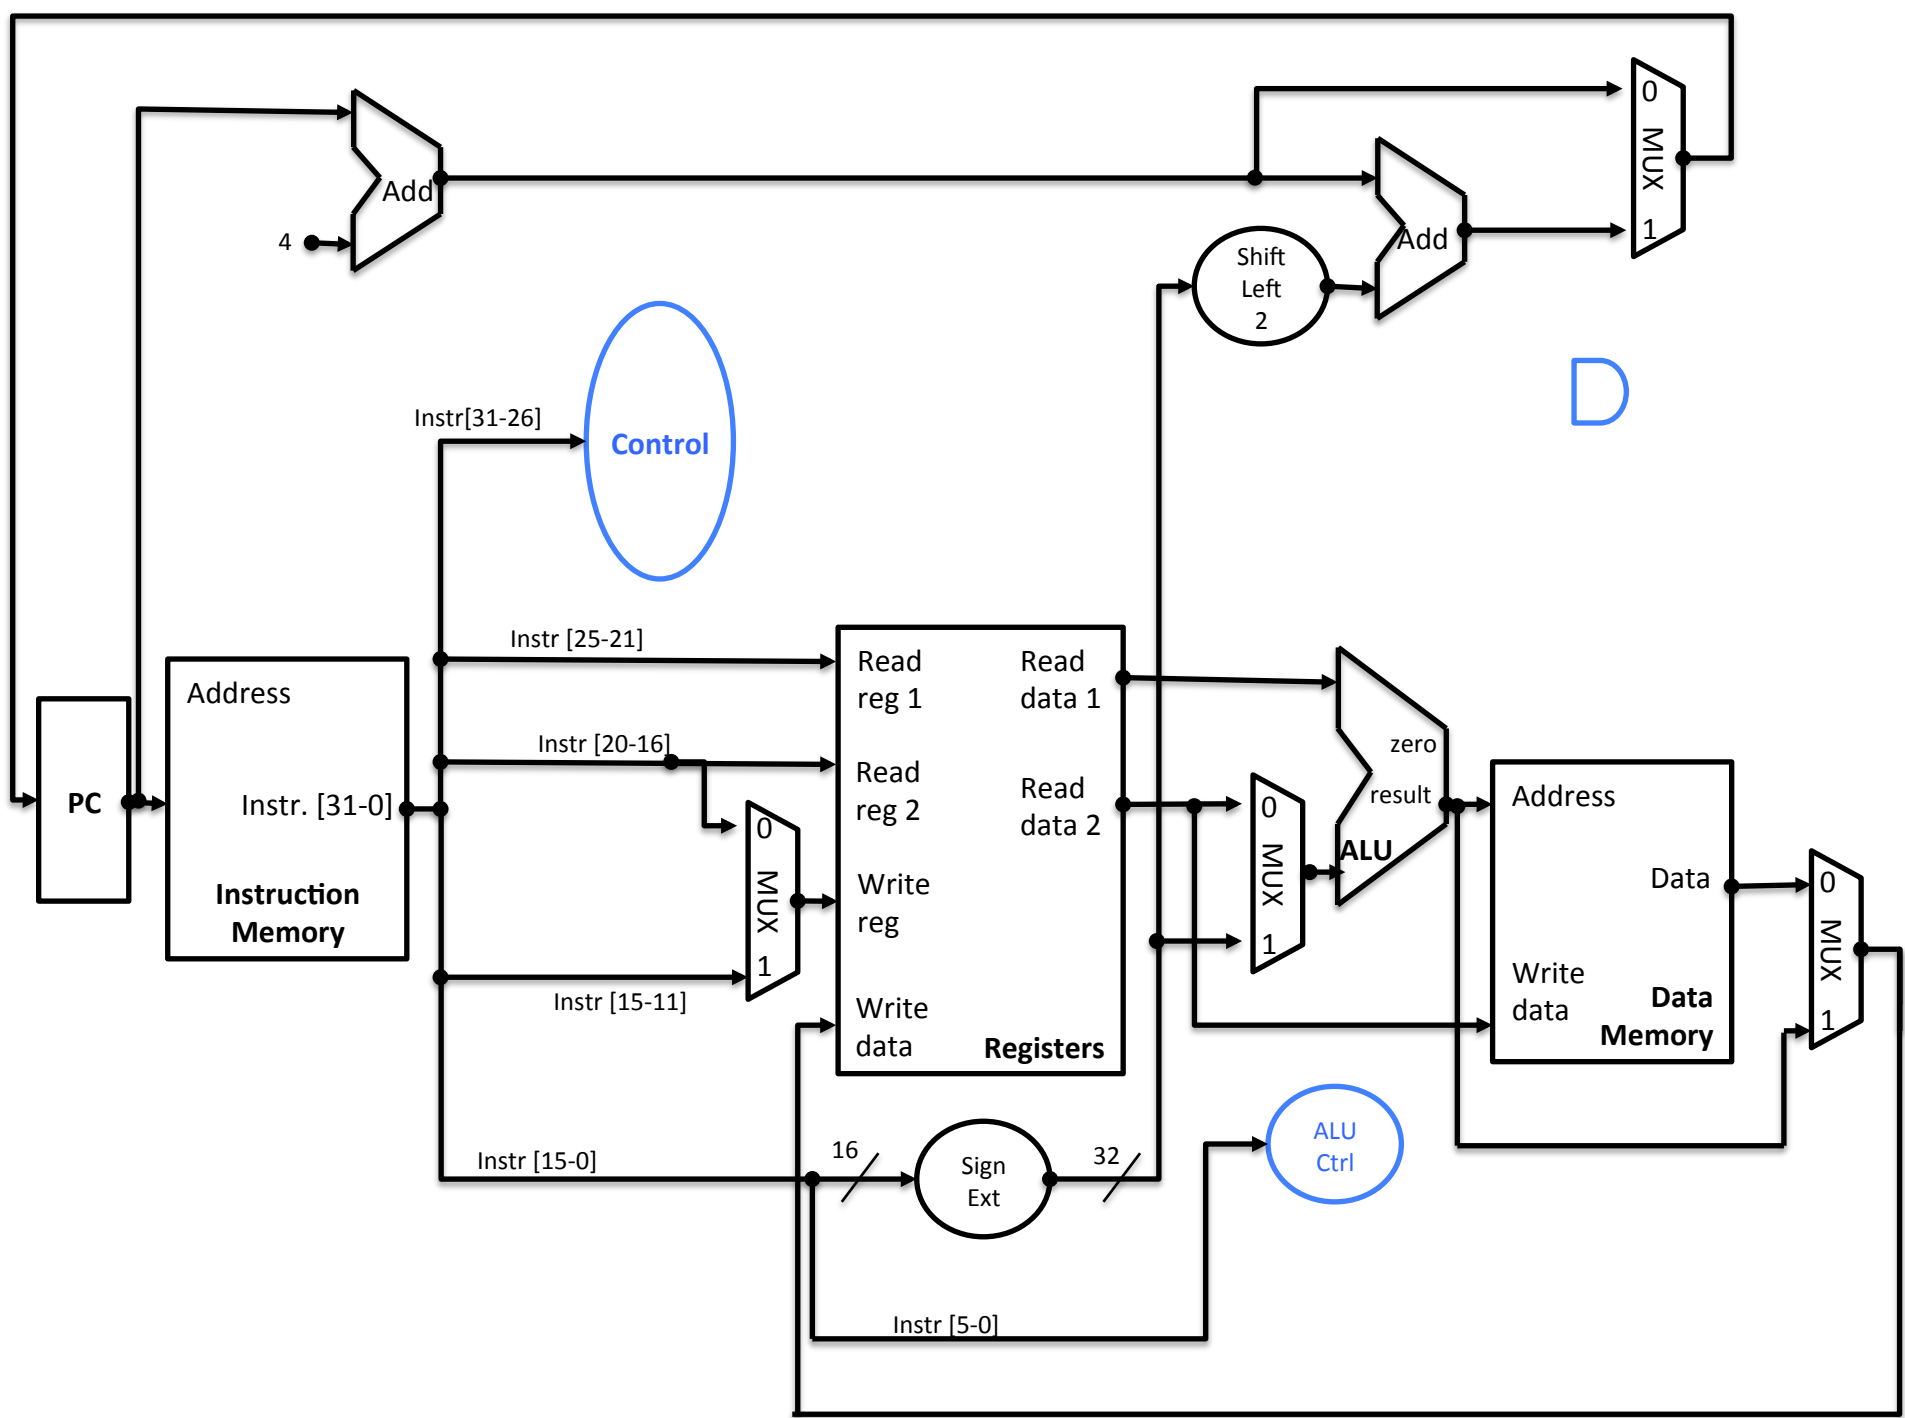 0
MUX
1
Add
4
Add
Shift
Left
2
Instr[31-26]
Control
Instr [25-21]
Read
reg 1
Read
data 1
Address
Instr [20-16]
zero
PC
Instr. [31-0]
Read
reg 2
Read
data 2
result
Address
0
MUX
1
0
MUX
1
ALU
Data
0
MUX
1
Instruction
Memory
Write
reg
Instr [15-11]
Write
data
Registers
Write
data
Data
Memory
Instr [15-0]
16
Sign
Ext
32
ALU
Ctrl
Instr [5-0]